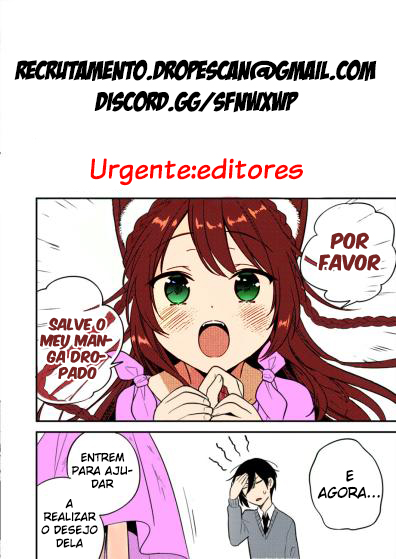 RECRUTAMENTO.DROPESCAN@GMAIL.COM
DISCORD.GG/SFNWXWP
Urgente:editores
POR
FAVOR
SALVE O
MEU MAN-
GÁ DRO-
PADO
ENTREM
PARA AJU-
DAR
A
REALIZAR
O DESEJO
DELA
E
AGORA...